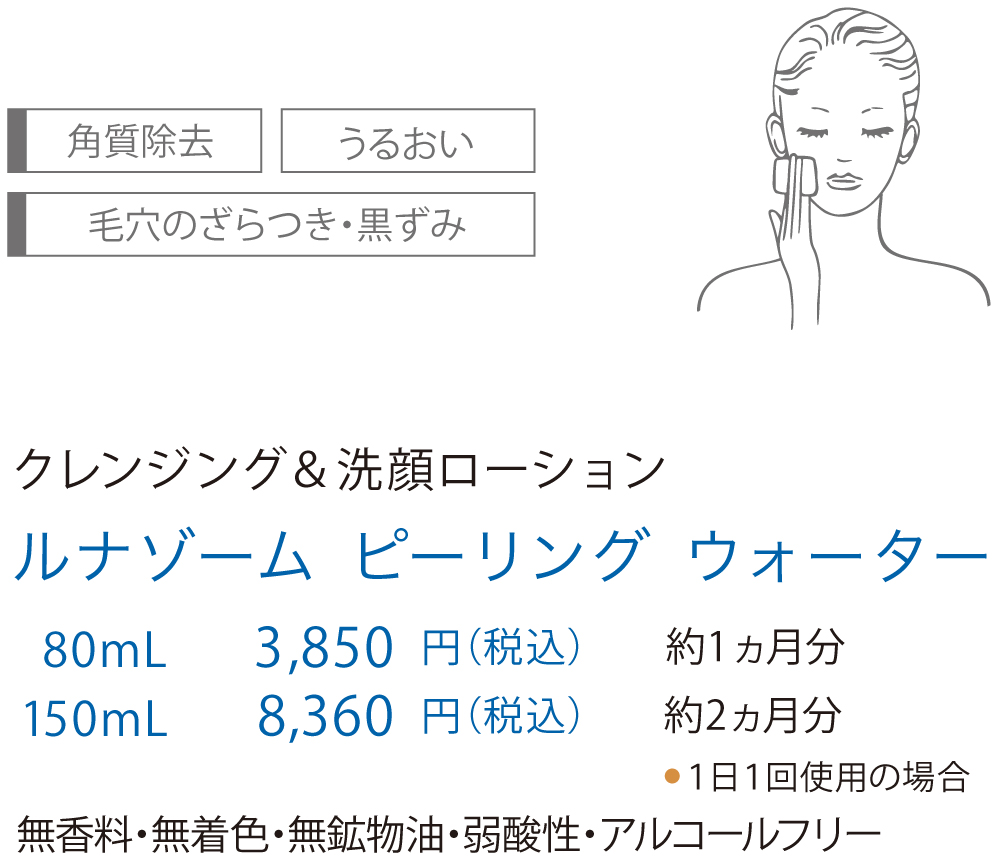 角質除去 うるおい
毛穴のざらつき・黒ずみ
クレンジング＆洗顔ローション
ルナゾーム ピーリング ウォーター
80mL 3,850 円（税込） 約1ヵ月分
150mL 8,360 円（税込） 約2ヵ月分
●1日1回使用の場合
無香料・無着色・無鉱物油・弱酸性・アルコールフリー